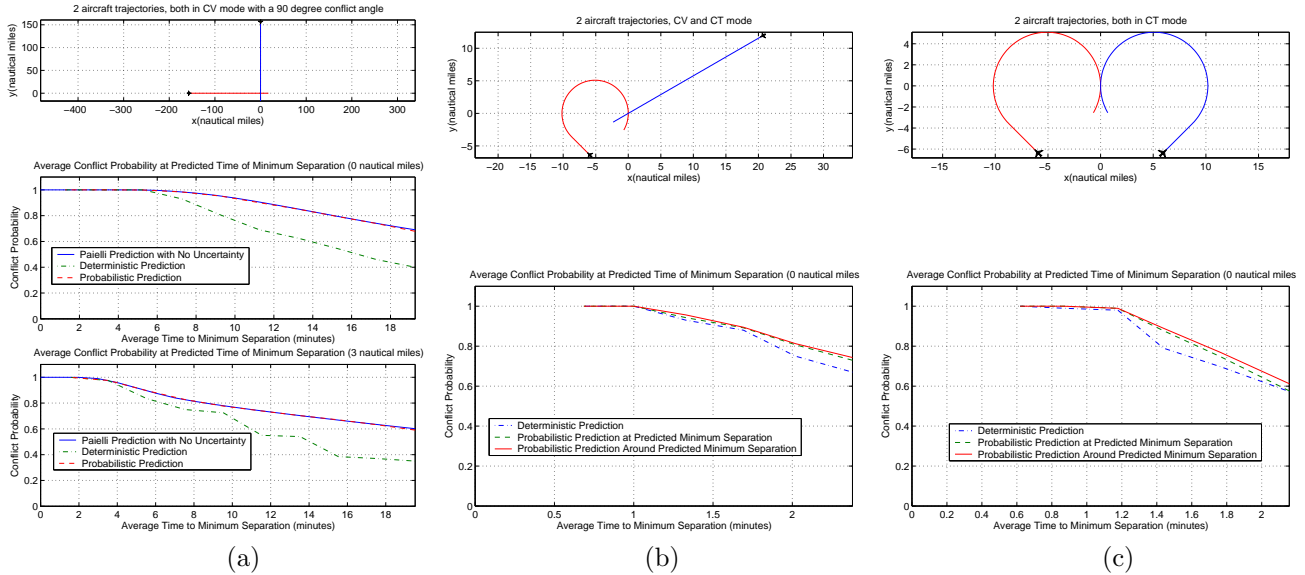 2 aircraft trajectories, both in CV mode with a 90 degree conflict angle
150
100
50
0
y(nautical miles)
−400 −300 −200 −100 0 100 200 300
x(nautical miles)
Average Conflict Probability at Predicted Time of Minimum Separation (0 nautical miles)
1
0.8
0.6
0.4
0.2
0
Conflict Probability
Paielli Prediction with No Uncertainty
Deterministic Prediction
Probabilistic Prediction
0 2 4 6 8 10 12 14 16 18
Average Time to Minimum Separation (minutes)
Average Conflict Probability at Predicted Time of Minimum Separation (3 nautical miles)
1
0.8
0.6
0.4
0.2
0
Conflict Probability
Paielli Prediction with No Uncertainty
Deterministic Prediction
Probabilistic Prediction
0 2 4 6 8 10 12 14 16 18
Average Time to Minimum Separation (minutes)
(a)
2 aircraft trajectories, CV and CT mode
10
5
0
−5
y(nautical miles)
−20 −15 −10 −5 0 5 10 15 20 25 30
x(nautical miles)
Average Conflict Probability at Predicted Time of Minimum Separation (0 nautical miles
1
0.8
0.6
0.4
0.2
0
Conflict Probability
Deterministic Prediction
Probabilistic Prediction at Predicted Minimum Separation
Probabilistic Prediction Around Predicted Minimum Separation
0.5 1 1.5 2
Average Time to Minimum Separation (minutes)
(b)
2 aircraft trajectories, both in CT mode
4
2
0
−2
−4
−6
y(nautical miles)
−15 −10 −5 0 5 10 15
x(nautical miles)
Average Conflict Probability at Predicted Time of Minimum Separation (0 nautical miles
1
0.8
0.6
0.4
0.2
0
Conflict Probability
Deterministic Prediction
Probabilistic Prediction at Predicted Minimum Separation
Probabilistic Prediction Around Predicted Minimum Separation
0 0.2 0.4 0.6 0.8 1 1.2 1.4 1.6 1.8 2
Average Time to Minimum Separation (minutes)
(c)